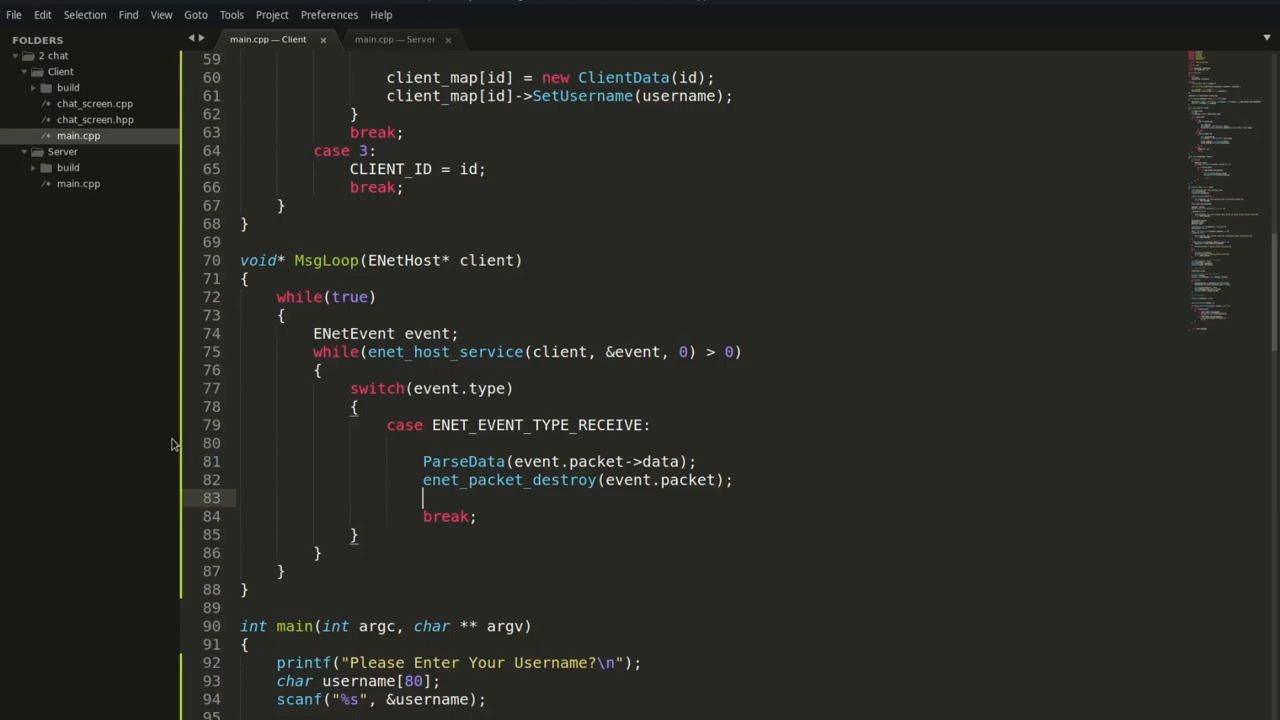 File Edit Selection Find View Goto Tools Project Preferences Help
FOLDERS
2 chat
Client
build
chat_screen.cpp
chat_screen.hpp
main.cpp
Server
build
main.cpp
main.cpp — Client × main.cpp — Server ×
59
60 client_map[id] = new ClientData(id);
61 client_map[id]->SetUsername(username);
62 }
63 break;
64 case 3:
65 CLIENT_ID = id;
66 break;
67 }
68 }
69
70 void* MsgLoop(ENetHost* client)
71 {
72 while(true)
73 {
74 ENetEvent event;
75 while(enet_host_service(client, &event, 0) > 0)
76 {
77 switch(event.type)
78 {
79 case ENET_EVENT_TYPE_RECEIVE:
80
81 ParseData(event.packet->data);
82 enet_packet_destroy(event.packet);
83
84 break;
85 }
86 }
87 }
88 }
89
90 int main(int argc, char ** argv)
91 {
92 printf("Please Enter Your Username?\n");
93 char username[80];
94 scanf("%s", &username);
95